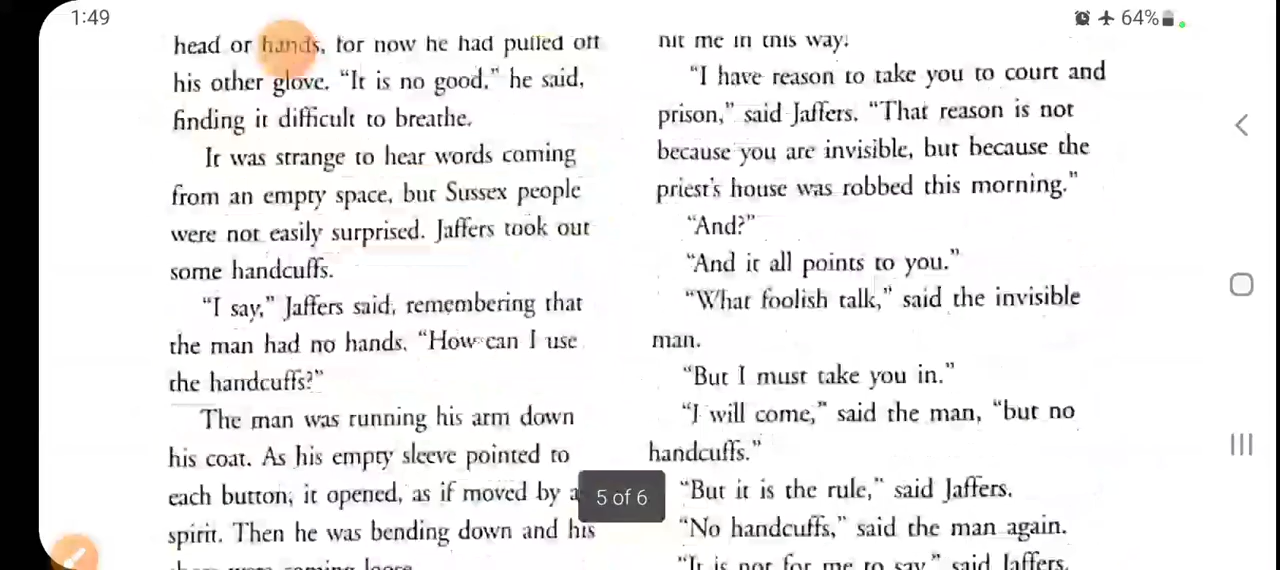 1:49
64%
head or hands, for now he had pulled off
his other glove. “It is no good,” he said,
finding it difficult to breathe.
It was strange to hear words coming
from an empty space, but Sussex people
were not easily surprised. Jaffers took out
some handcuffs.
“I say,” Jaffers said, remembering that
the man had no hands. “How can I use
the handcuffs?”
The man was running his arm down
his coat. As his empty sleeve pointed to
each button, it opened, as if moved by a
spirit. Then he was bending down and his
were coming loose
hit me in this way!
“I have reason to take you to court and
prison,” said Jaffers. “That reason is not
because you are invisible, but because the
priest's house was robbed this morning.”
“And?”
“And it all points to you.”
“What foolish talk,” said the invisible
man.
“But I must take you in.”
“I will come,” said the man, “but no
handcuffs.”
“But it is the rule,” said Jaffers.
“No handcuffs,” said the man again.
“It is not for me to say,” said Jaffers.
5 of 6